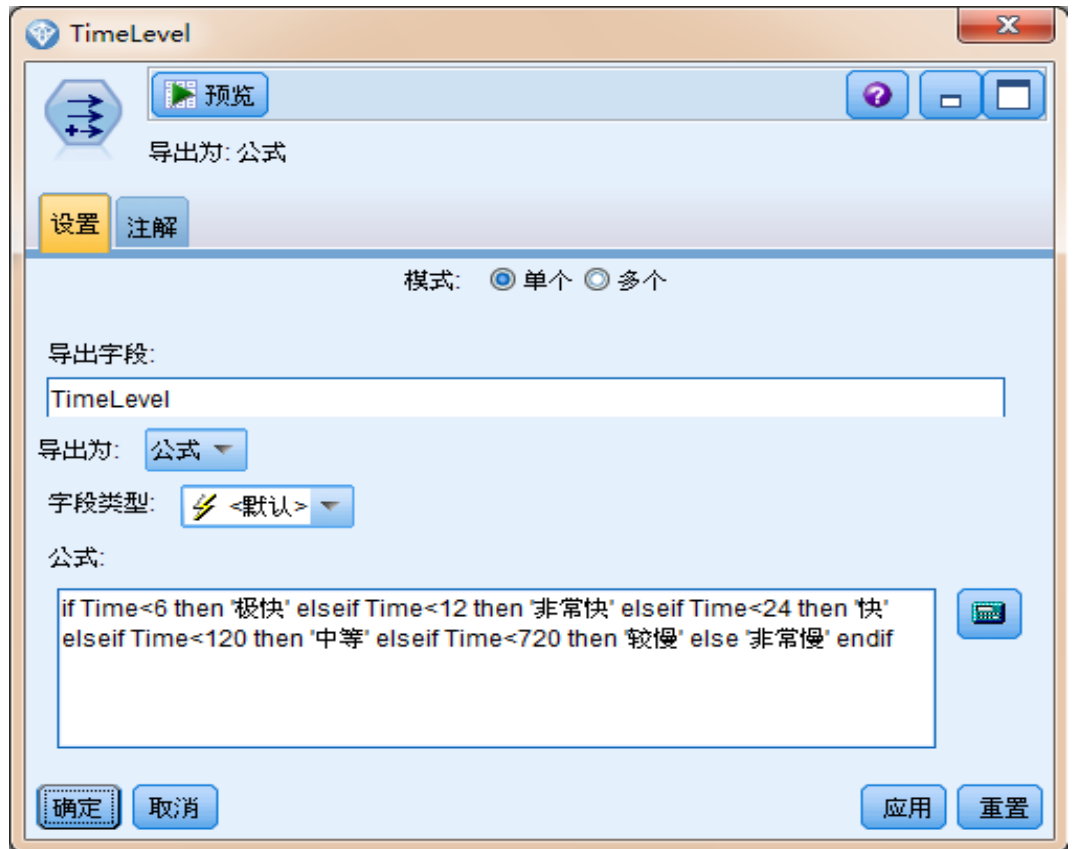 TimeLevel
预览
导出为: 公式
设置 注解
模式: 单个 多个
导出字段:
TimeLevel
导出为: 公式
字段类型: <默认>
公式:
if Time<6 then '极快' elseif Time<12 then '非常快' elseif Time<24 then '快'
elseif Time<120 then '中等' elseif Time<720 then '较慢' else '非常慢' endif
确定 取消 应用 重置